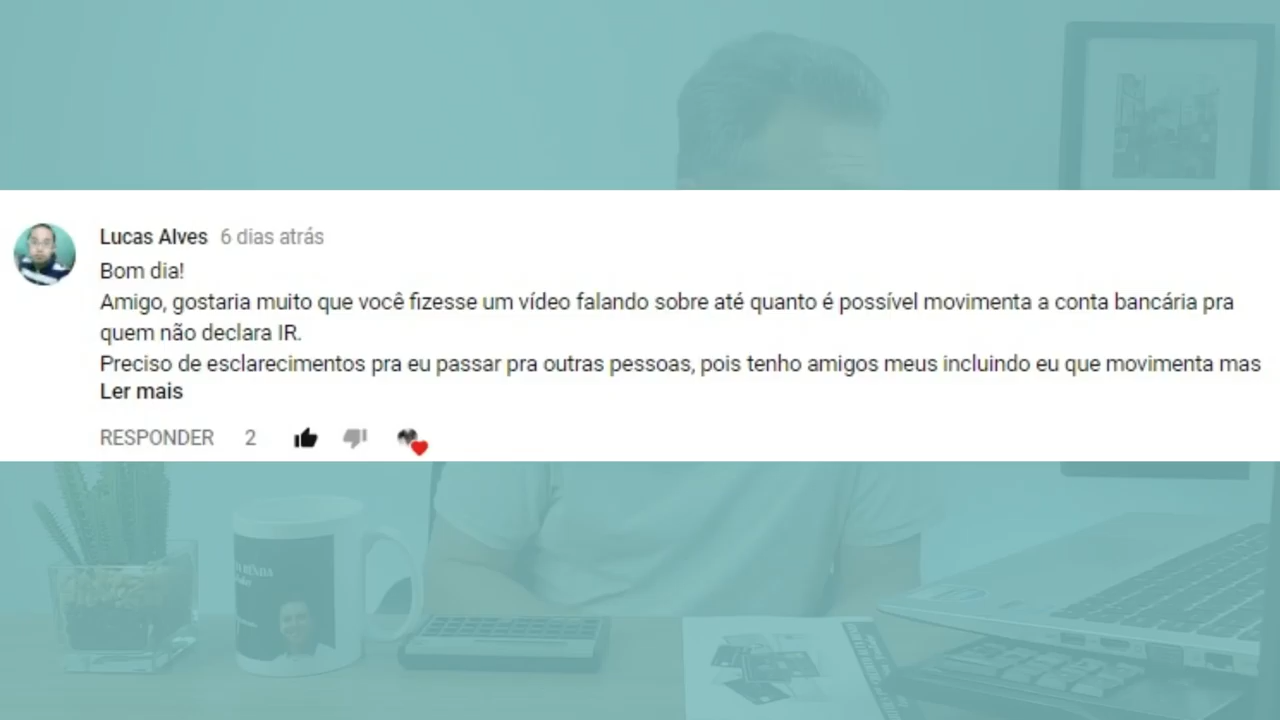 Lucas Alves 6 dias atrás
Bom dia!
Amigo, gostaria muito que você fizesse um vídeo falando sobre até quanto é possível movimenta a conta bancária pra
quem não declara IR.
Preciso de esclarecimentos pra eu passar pra outras pessoas, pois tenho amigos meus incluindo eu que movimenta mas
Ler mais
RESPONDER 2